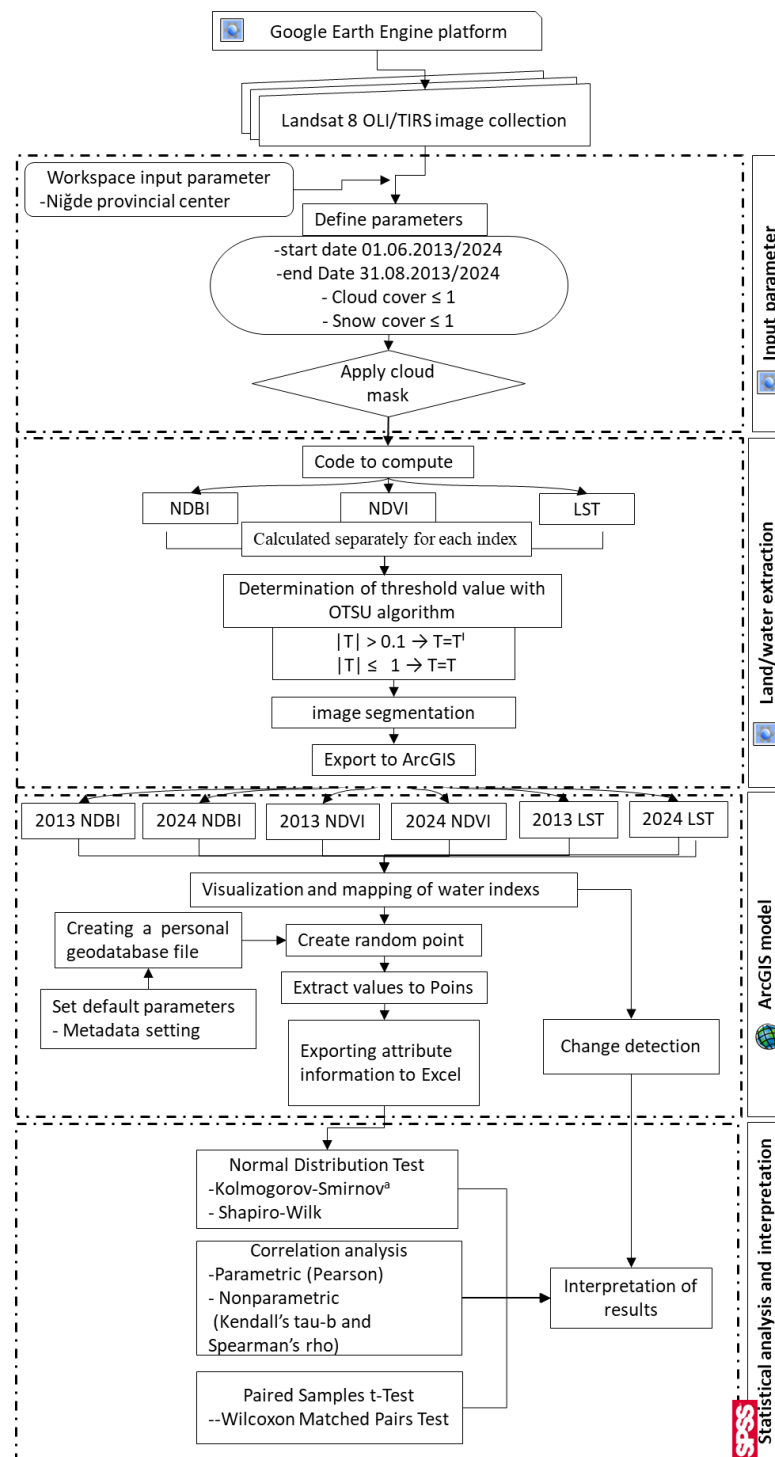 Google Earth Engine platform
Landsat 8 OLI/TIRS image collection
Workspace input parameter
-Niğde provincial center
Define parameters
-start date 01.06.2013/2024
-end Date 31.08.2013/2024
- Cloud cover ≤ 1
- Snow cover ≤ 1
Apply cloud
mask
Input parameter
Code to compute
NDBI
NDVI
LST
Calculated separately for each index
Determination of threshold value with
OTSU algorithm
|T| > 0.1 → T=Tᴵ
|T| ≤ 1 → T=T
image segmentation
Export to ArcGIS
Land/water extraction
2013 NDBI
2024 NDBI
2013 NDVI
2024 NDVI
2013 LST
2024 LST
Visualization and mapping of water indexs
Creating a personal
geodatabase file
Create random point
Set default parameters
- Metadata setting
Extract values to Poins
Exporting attribute
information to Excel
Change detection
ArcGIS model
Normal Distribution Test
-Kolmogorov-Smirnovᵃ
- Shapiro-Wilk
Correlation analysis
-Parametric (Pearson)
- Nonparametric
(Kendall's tau-b and
Spearman's rho)
Interpretation of
results
Paired Samples t-Test
--Wilcoxon Matched Pairs Test
Statistical analysis and interpretation
SPSS